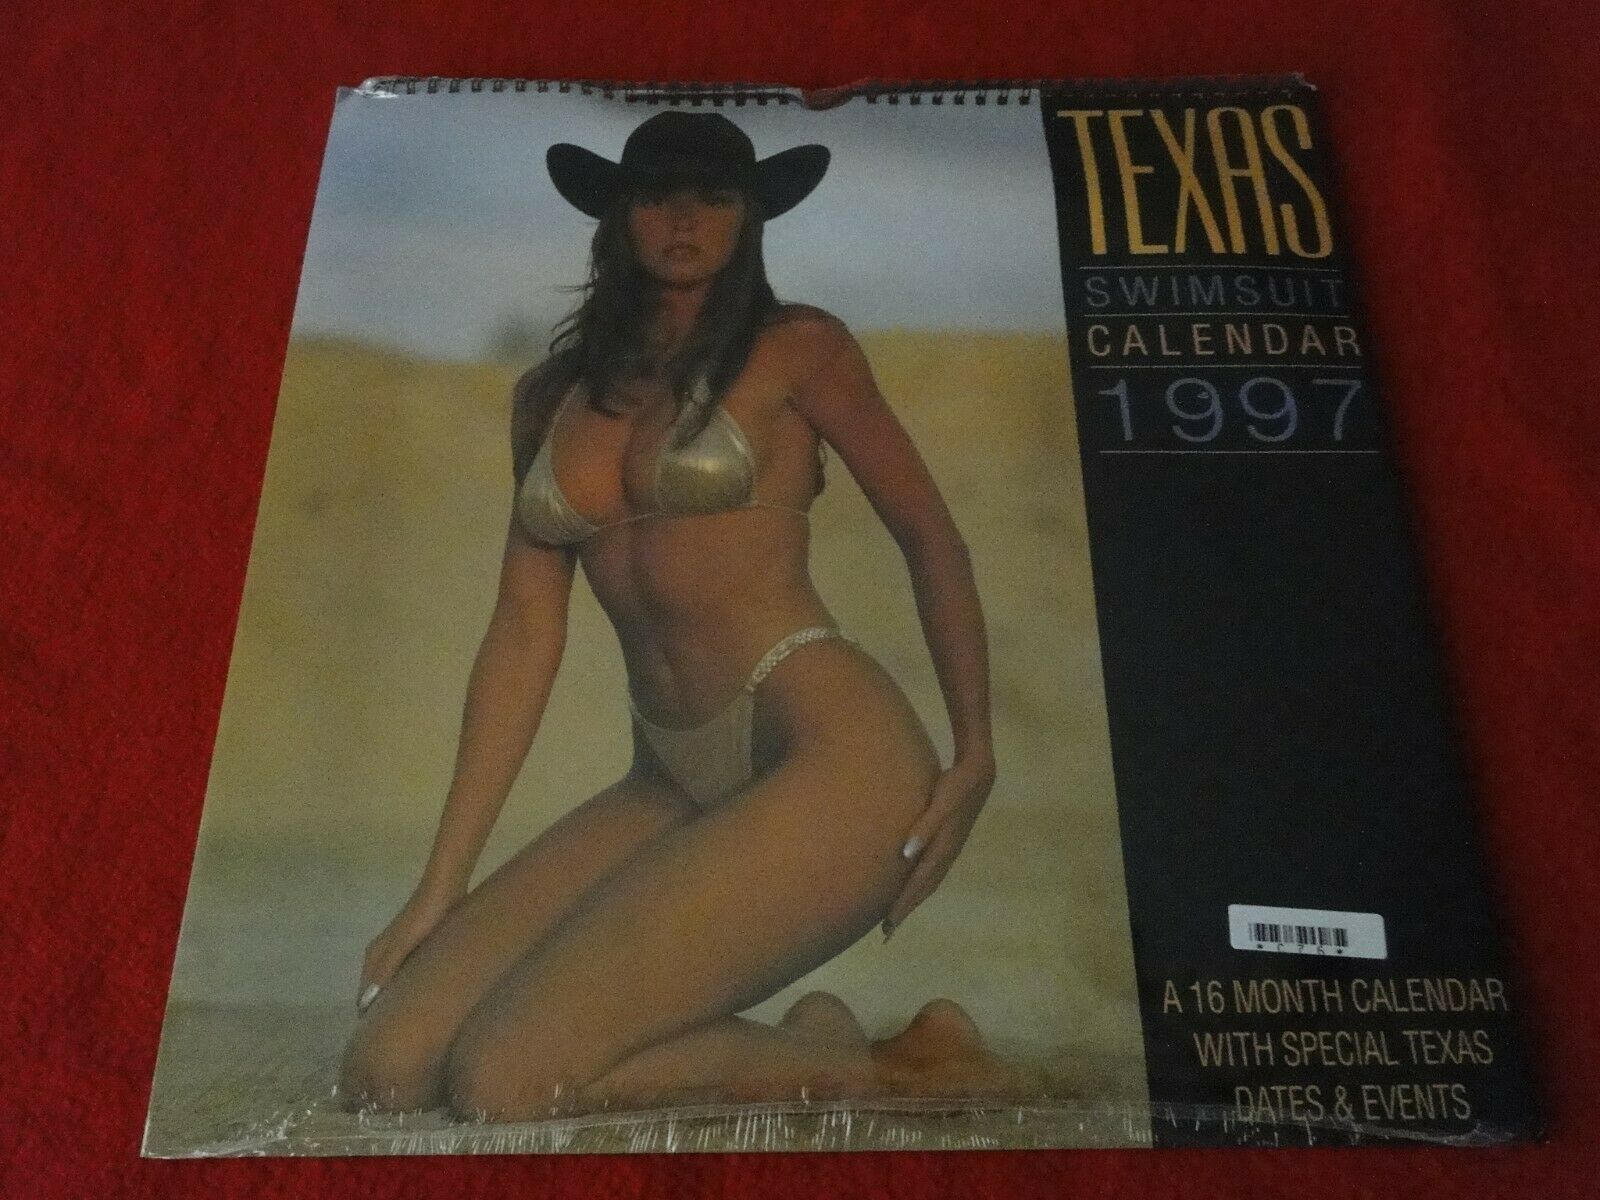 TEXAS
SWIMSUIT
CALENDAR
1997
A 16 MONTH CALENDAR
WITH SPECIAL TEXAS
DATES & EVENTS